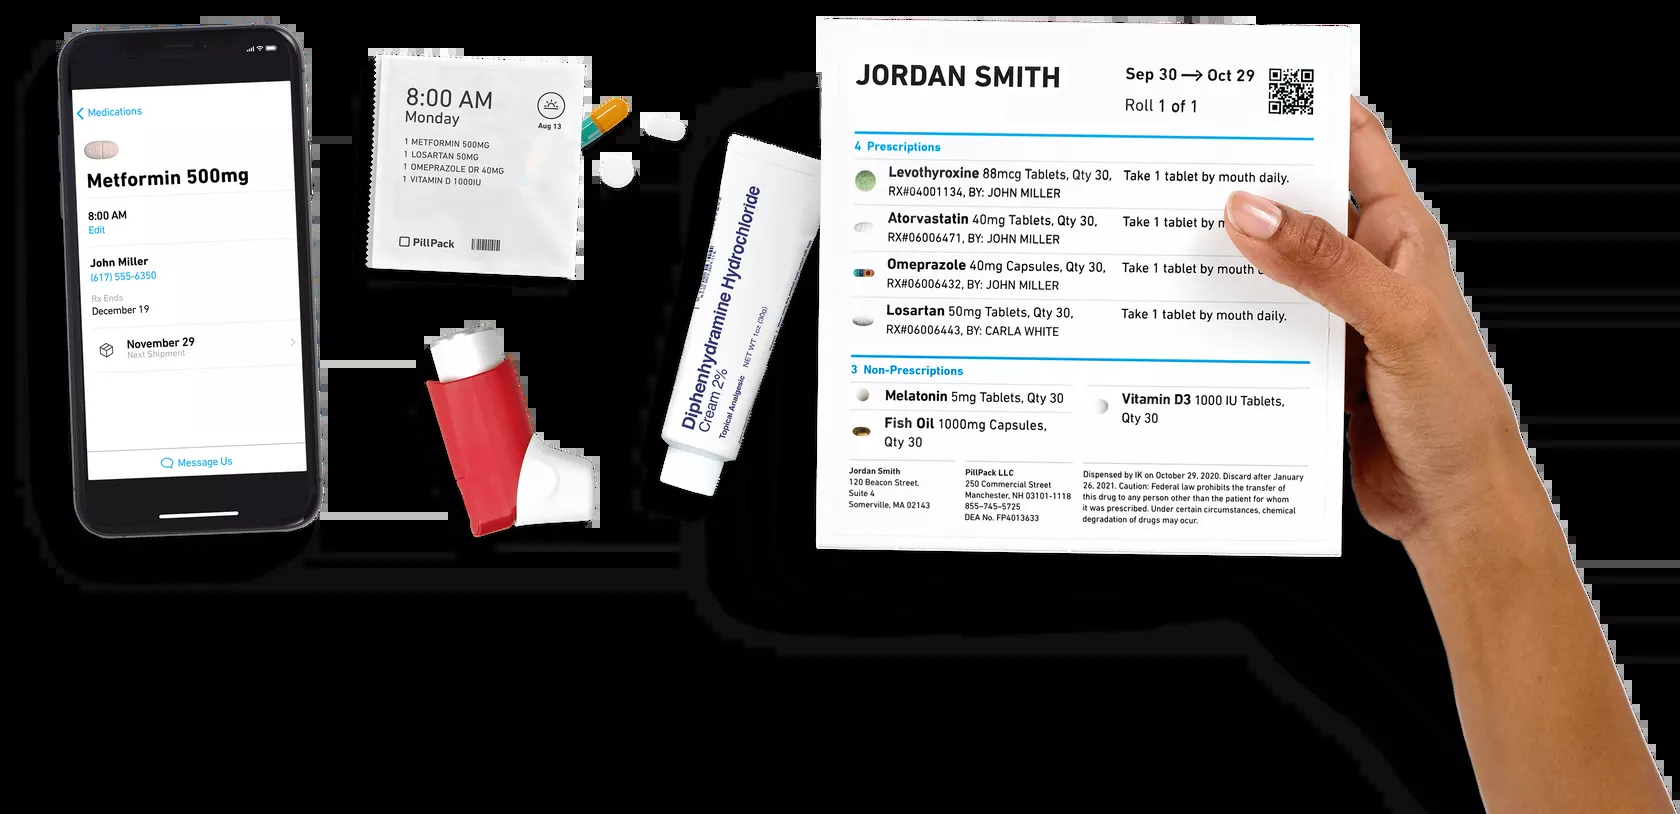 Medications
Metformin 500mg
8:00 AM
Edit
John Miller
(617) 555-6350
Rx Ends
December 19
November 29
Next Shipment
Message Us
8:00 AM
Monday
Aug 13
1 METFORMIN 500MG
1 LOSARTAN 50MG
1 OMEPRAZOLE DR 40MG
1 VITAMIN D 1000IU
PillPack
Diphenhydramine Hydrochloride
Cream 2%
Topical Analgesic NET WT 1oz (30g)
JORDAN SMITH
Sep 30 → Oct 29
Roll 1 of 1
4 Prescriptions
Levothyroxine 88mcg Tablets, Qty 30, Take 1 tablet by mouth daily.
RX#04001134, BY: JOHN MILLER
Atorvastatin 40mg Tablets, Qty 30, Take 1 tablet by
RX#06006471, BY: JOHN MILLER
Omeprazole 40mg Capsules, Qty 30, Take 1 tablet by mouth
RX#06006432, BY: JOHN MILLER
Losartan 50mg Tablets, Qty 30, Take 1 tablet by mouth daily.
RX#06006443, BY: CARLA WHITE
3 Non-Prescriptions
Melatonin 5mg Tablets, Qty 30
Fish Oil 1000mg Capsules,
Qty 30
Vitamin D3 1000 IU Tablets,
Qty 30
Jordan Smith
120 Beacon Street,
Suite 4
Somerville, MA 02143
PillPack LLC
250 Commercial Street
Manchester, NH 03101-1118
855-745-5725
DEA No. FP4013633
Dispensed by IK on October 29, 2020. Discard after January
26, 2021. Caution: Federal law prohibits the transfer of
this drug to any person other than the patient for whom
it was prescribed. Under certain circumstances, chemical
degradation of drugs may occur.